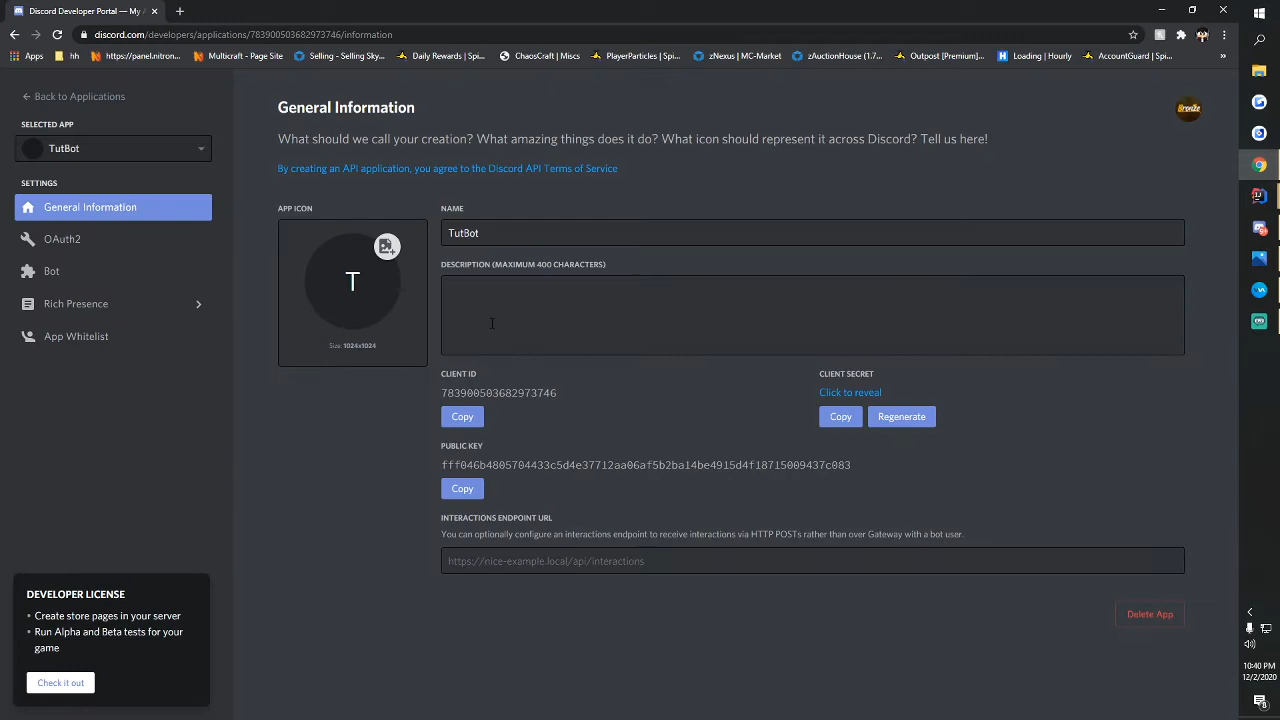 Discord Developer Portal — My A
discord.com/developers/applications/783900503682973746/information
Apps
hh
https://panel.nitron...
Multicraft - Page Site
Selling - Selling Sky...
Daily Rewards | Spi...
ChaosCraft | Miscs
PlayerParticles | Spi...
zNexus | MC-Market
zAuctionHouse (1.7...
Outpost [Premium]...
Loading | Hourly
AccountGuard | Spi...
← Back to Applications
SELECTED APP
TutBot
SETTINGS
General Information
OAuth2
Bot
Rich Presence
App Whitelist
DEVELOPER LICENSE
• Create store pages in your server
• Run Alpha and Beta tests for your
game
Check it out
General Information
BronZe
What should we call your creation? What amazing things does it do? What icon should represent it across Discord? Tell us here!
By creating an API application, you agree to the Discord API Terms of Service
APP ICON
T
Size: 1024x1024
NAME
TutBot
DESCRIPTION (MAXIMUM 400 CHARACTERS)
CLIENT ID
783900503682973746
Copy
CLIENT SECRET
Click to reveal
Copy
Regenerate
PUBLIC KEY
fff046b4805704433c5d4e37712aa06af5b2ba14be4915d4f18715009437c083
Copy
INTERACTIONS ENDPOINT URL
You can optionally configure an interactions endpoint to receive interactions via HTTP POSTs rather than over Gateway with a bot user.
https://nice-example.local/api/interactions
Delete App
10:40 PM
12/2/2020